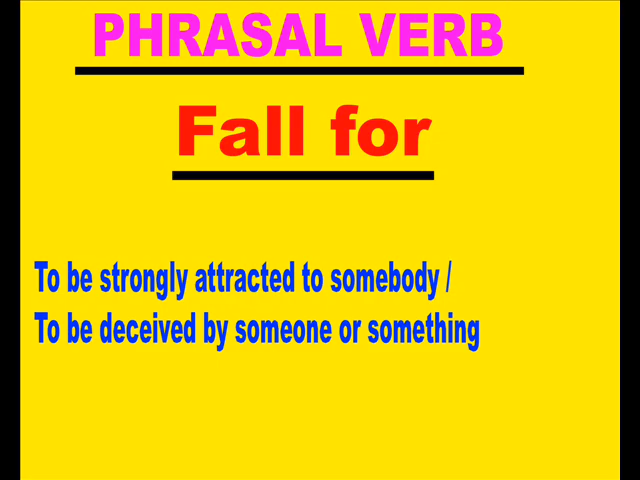 PHRASAL VERB
Fall for
To be strongly attracted to somebody /
To be deceived by someone or something